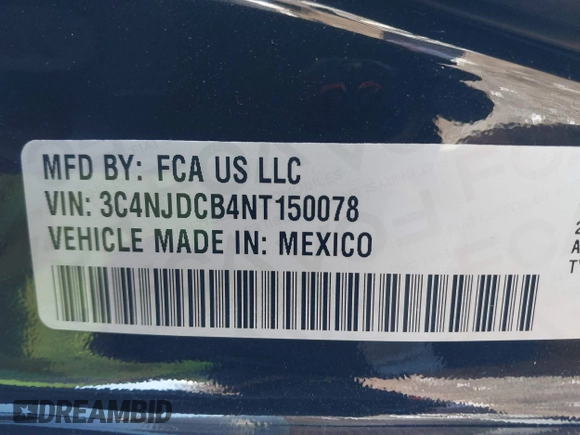 MFD BY: FCA US LLC
VIN: 3C4NJDCB4NT150078
VEHICLE MADE IN: MEXICO
DREAMBID